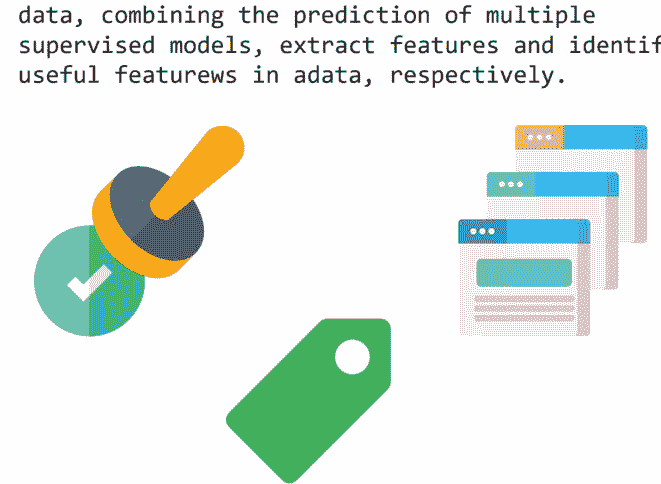 data, combining the prediction of multiple
supervised models, extract features and identif
useful featurews in adata, respectively.